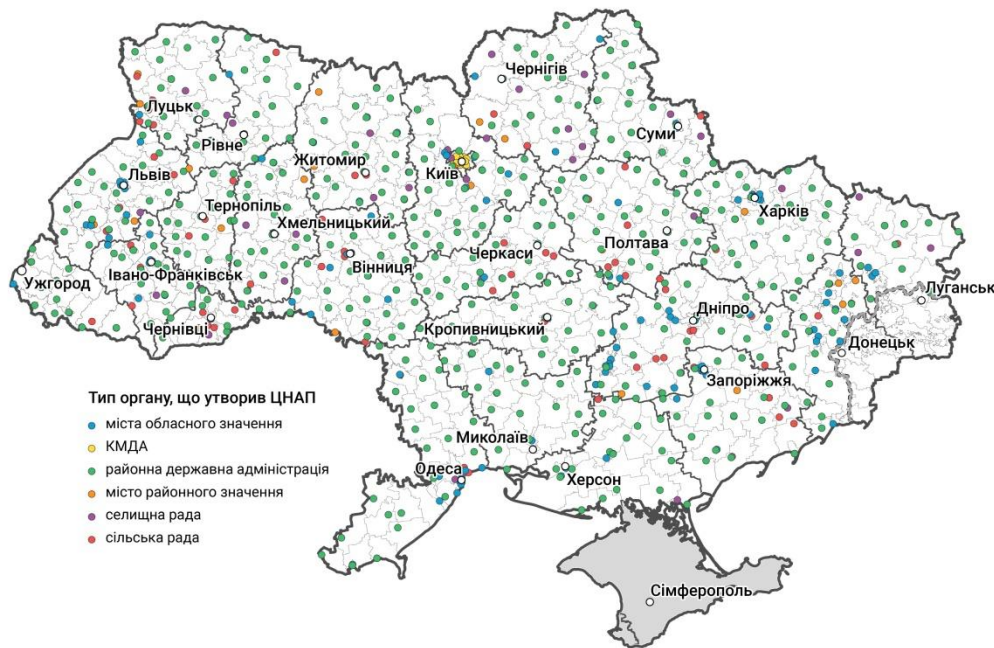 Чернігів
Луцьк
Суми
Рівне
Житомир
Київ
Львів
Харків
Тернопіль
Хмельницький
Полтава
Черкаси
Вінниця
Івано-Франківськ
Ужгород
Луганськ
Дніпро
Чернівці
Кропивницький
Донецьк
Запоріжжя
Тип органу, що утворив ЦНАП
міста обласного значення
КМДА
Миколаїв
районна державна адміністрація
Одеса
Херсон
місто районного значення
селищна рада
сільська рада
Сімферополь